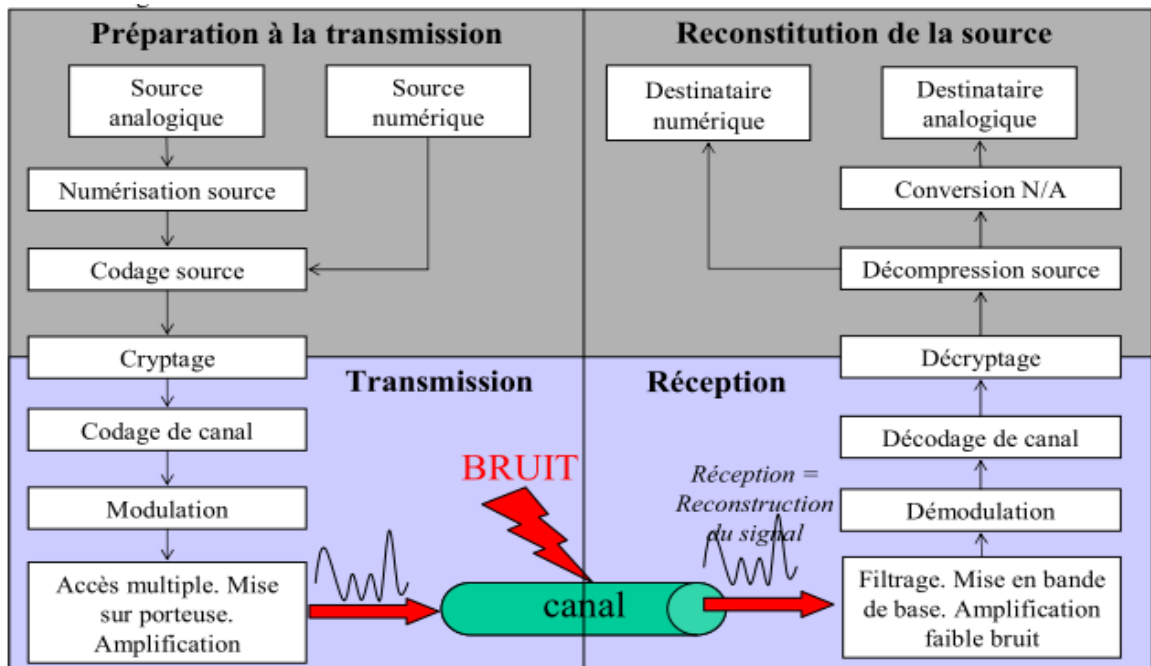 Préparation à la transmission
Source
analogique
Source
numérique
Numérisation source
Codage source
Cryptage
Transmission
Codage de canal
Modulation
Accès multiple. Mise
sur porteuse.
Amplification
BRUIT
canal
Reconstitution de la source
Destinataire
numérique
Destinataire
analogique
Conversion N/A
Décompression source
Décryptage
Réception
Décodage de canal
Réception =
Reconstruction
du signal
Démodulation
Filtrage. Mise en bande
de base. Amplification
faible bruit